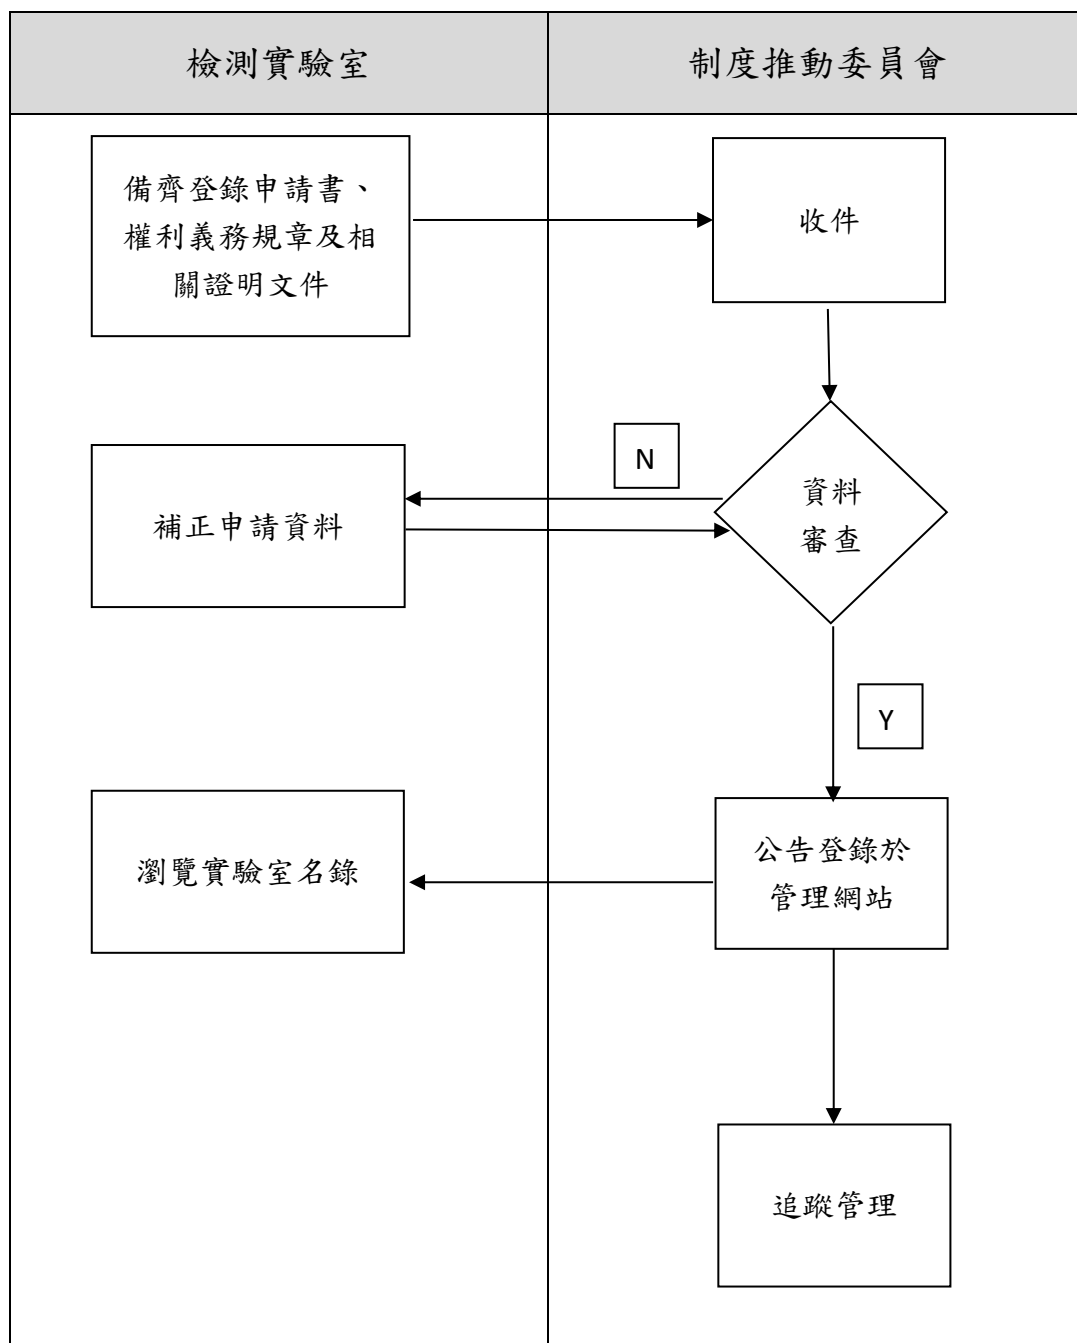 檢測實驗室
制度推動委員會
備齊登錄申請書、
權利義務規章及相
關證明文件
收件
N
資料
審查
補正申請資料
Y
公告登錄於
管理網站
瀏覽實驗室名錄
追蹤管理